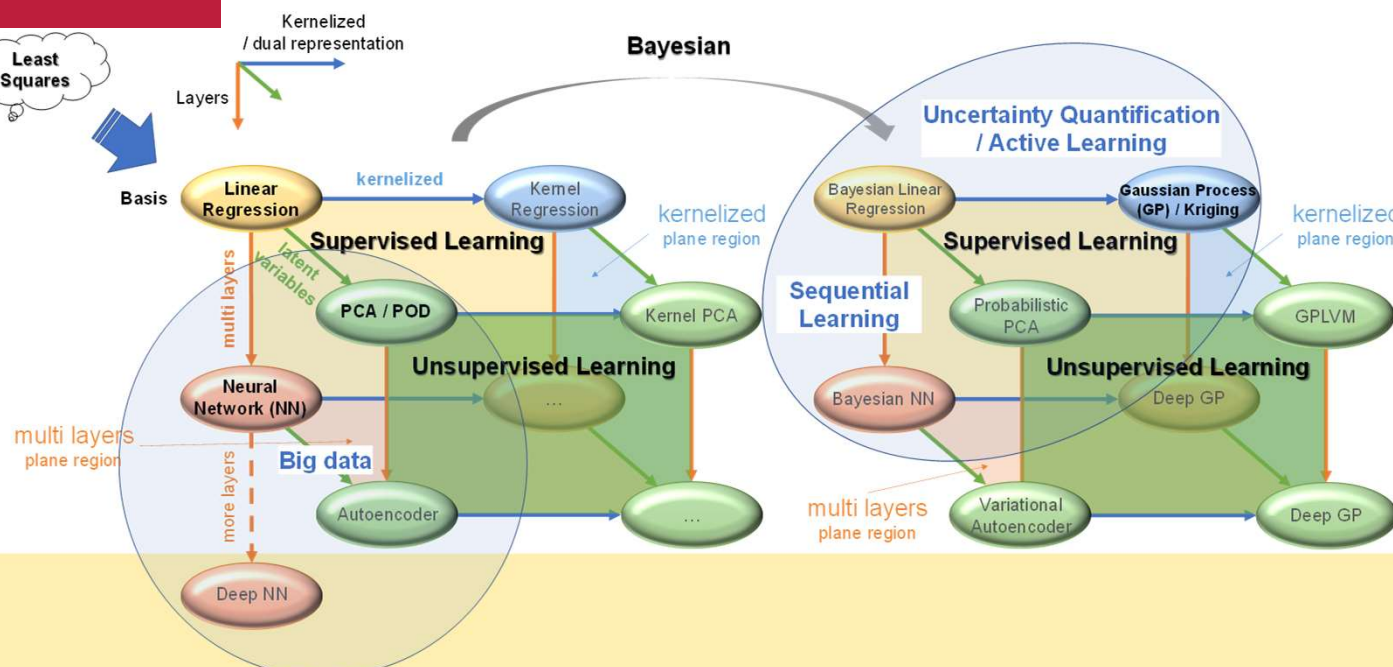 Kernelized
/ dual representation
Least
Squares
Layers
Bayesian
Uncertainty Quantification
/ Active Learning
Basis
Linear
Regression
kernelized
Kernel
Regression
kernelized
plane region
Supervised Learning
multi layers
latent
variables
PCA / POD
Kernel PCA
Unsupervised Learning
Neural
Network (NN)
...
multi layers
plane region
Big data
more layers
Autoencoder
...
Deep NN
Bayesian Linear
Regression
Gaussian Process
(GP) / Kriging
kernelized
plane region
Supervised Learning
Sequential
Learning
Probabilistic
PCA
GPLVM
Unsupervised Learning
Bayesian NN
Deep GP
multi layers
plane region
Variational
Autoencoder
Deep GP